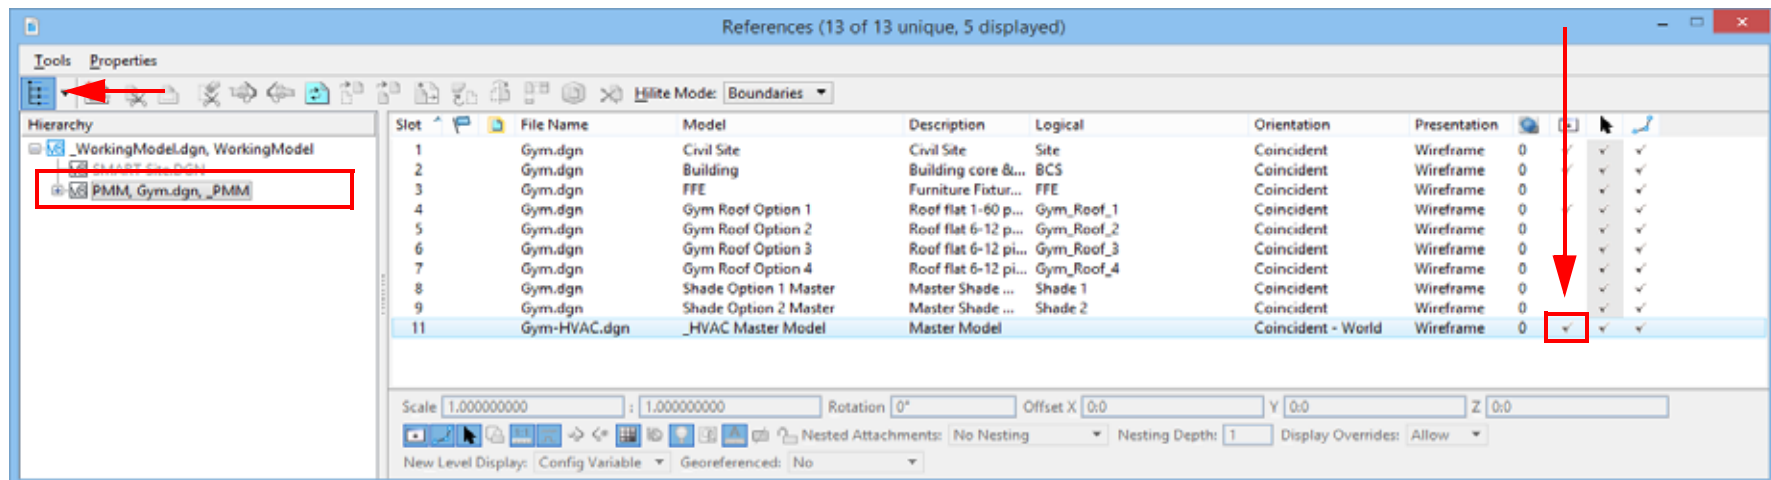 References (13 of 13 unique, 5 displayed)
Tools Properties
Hilite Mode: Boundaries
Hierarchy
_WorkingModel.dgn, WorkingModel
SMART Site.DGN
PMM, Gym.dgn, _PMM
Slot File Name Model Description Logical Orientation Presentation
1 Gym.dgn Civil Site Civil Site Site Coincident Wireframe 0
2 Gym.dgn Building Building core &... BCS Coincident Wireframe 0
3 Gym.dgn FFE Furniture Fixtur... FFE Coincident Wireframe 0
4 Gym.dgn Gym Roof Option 1 Roof flat 1-60 p... Gym_Roof_1 Coincident Wireframe 0
5 Gym.dgn Gym Roof Option 2 Roof flat 6-12 p... Gym_Roof_2 Coincident Wireframe 0
6 Gym.dgn Gym Roof Option 3 Roof flat 6-12 pi... Gym_Roof_3 Coincident Wireframe 0
7 Gym.dgn Gym Roof Option 4 Roof flat 6-12 pi... Gym_Roof_4 Coincident Wireframe 0
8 Gym.dgn Shade Option 1 Master Master Shade ... Shade 1 Coincident Wireframe 0
9 Gym.dgn Shade Option 2 Master Master Shade ... Shade 2 Coincident Wireframe 0
11 Gym-HVAC.dgn _HVAC Master Model Master Model Coincident - World Wireframe 0
Scale 1.000000000 : 1.000000000 Rotation 0° Offset X 0:0 Y 0:0 Z 0:0
Nested Attachments: No Nesting Nesting Depth: 1 Display Overrides: Allow
New Level Display: Config Variable Georeferenced: No